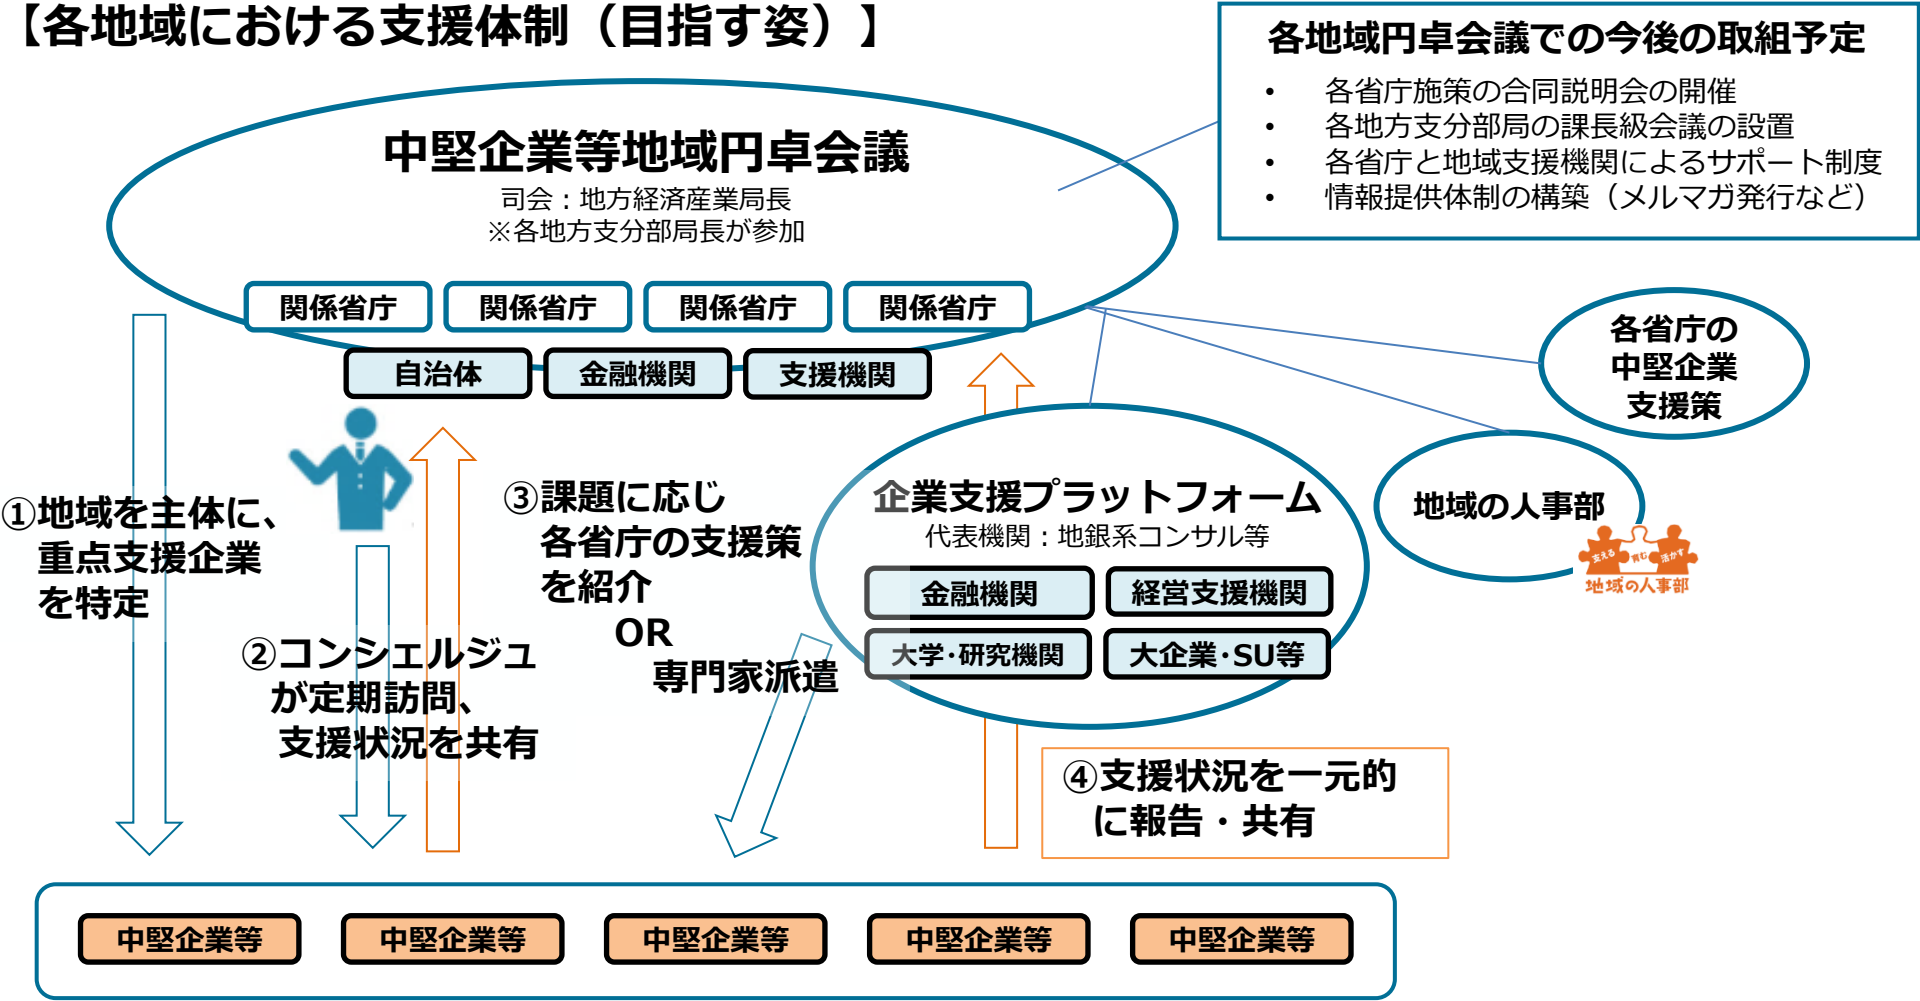 【各地域における支援体制（目指す姿）】
各地域円卓会議での今後の取組予定
• 各省庁施策の合同説明会の開催
• 各地方支分部局の課長級会議の設置
• 各省庁と地域支援機関によるサポート制度
• 情報提供体制の構築（メルマガ発行など）
中堅企業等地域円卓会議
司会：地方経済産業局長
※各地方支分部局長が参加
関係省庁
関係省庁
関係省庁
関係省庁
自治体
金融機関
支援機関
各省庁の
中堅企業
支援策
地域の人事部
支える
育む
活かす
地域の人事部
①地域を主体に、
重点支援企業
を特定
②コンシェルジュ
が定期訪問、
支援状況を共有
③課題に応じ
各省庁の支援策
を紹介
OR
専門家派遣
企業支援プラットフォーム
代表機関：地銀系コンサル等
金融機関
経営支援機関
大学･研究機関
大企業･SU等
④支援状況を一元的
に報告・共有
中堅企業等
中堅企業等
中堅企業等
中堅企業等
中堅企業等